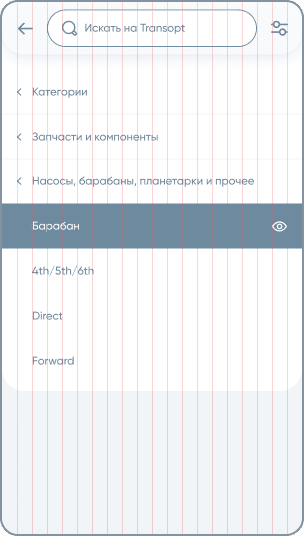 Искать на Transopt
Категории
Запчасти и компоненты
Насосы, барабаны, планетарки и прочее
Барабан
4th/5th/6th
Direct
Forward